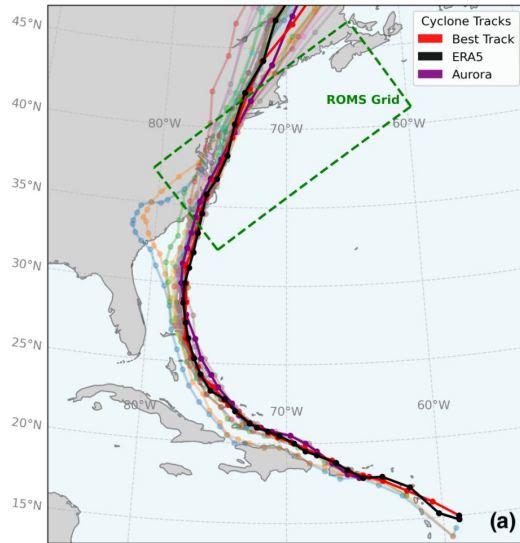 45°N
Cyclone Tracks
Best Track
ERA5
Aurora
ROMS Grid
40°N
80°W
70°W
60°W
35°N
30°N
25°N
20°N
80°W
70°W
60°W
15°N
(a)